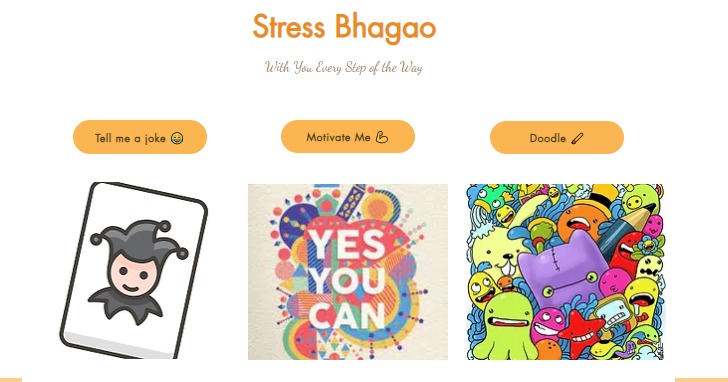 Stress Bhagao
With You Every Step of the Way
Tell me a joke 😂
Motivate Me 💪
Doodle 🖌
YES
YOU
CAN